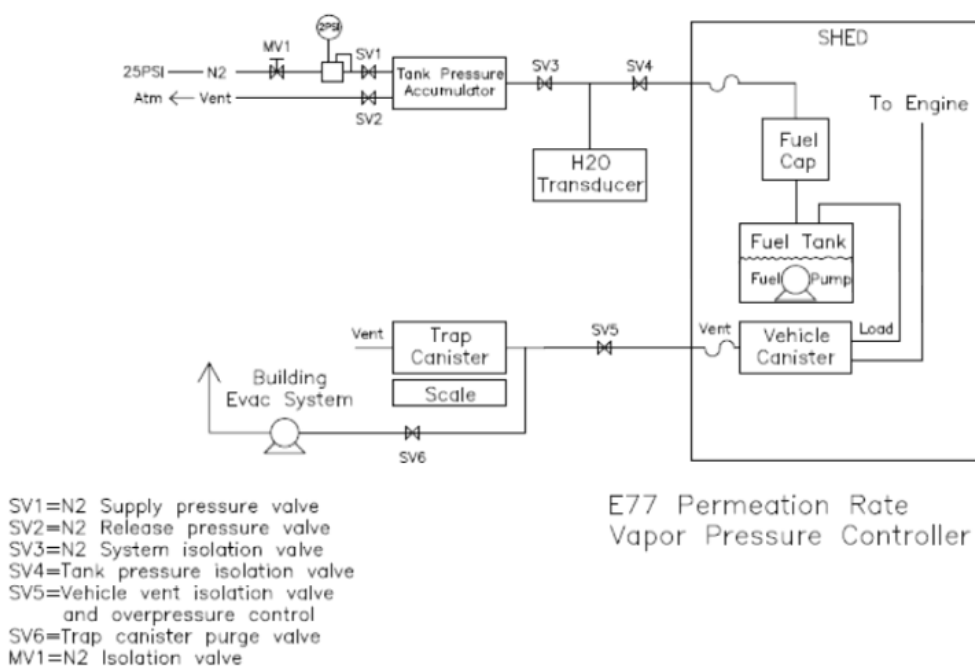 2PSI
SHED
MV1
SV1
25PSI
N2
Tank Pressure
Accumulator
SV3
SV4
Atm
Vent
SV2
To Engine
Fuel
Cap
H2O
Transducer
Fuel Tank
Fuel Pump
Vent
Trap
Canister
SV5
Vent
Vehicle
Canister
Load
Building
Evac System
Scale
SV6
SV1=N2 Supply pressure valve
SV2=N2 Release pressure valve
SV3=N2 System isolation valve
SV4=Tank pressure isolation valve
SV5=Vehicle vent isolation valve
and overpressure control
SV6=Trap canister purge valve
MV1=N2 Isolation valve
E77 Permeation Rate
Vapor Pressure Controller